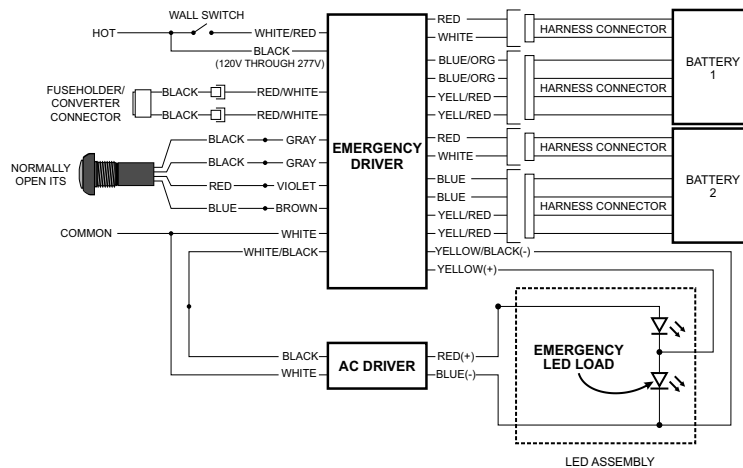 WALL SWITCH
HOT
WHITE/RED
BLACK
(120V THROUGH 277V)
FUSEHOLDER/
CONVERTER
CONNECTOR
BLACK
RED/WHITE
BLACK
RED/WHITE
NORMALLY
OPEN ITS
BLACK
GRAY
BLACK
GRAY
RED
VIOLET
BLUE
BROWN
COMMON
WHITE
WHITE/BLACK
EMERGENCY
DRIVER
RED
WHITE
HARNESS CONNECTOR
BLUE/ORG
BLUE/ORG
YELL/RED
YELL/RED
HARNESS CONNECTOR
BATTERY
1
RED
WHITE
HARNESS CONNECTOR
BLUE
BLUE
YELL/RED
YELL/RED
HARNESS CONNECTOR
BATTERY
2
YELLOW/BLACK(-)
YELLOW(+)
BLACK
WHITE
AC DRIVER
RED(+)
BLUE(-)
EMERGENCY
LED LOAD
LED ASSEMBLY